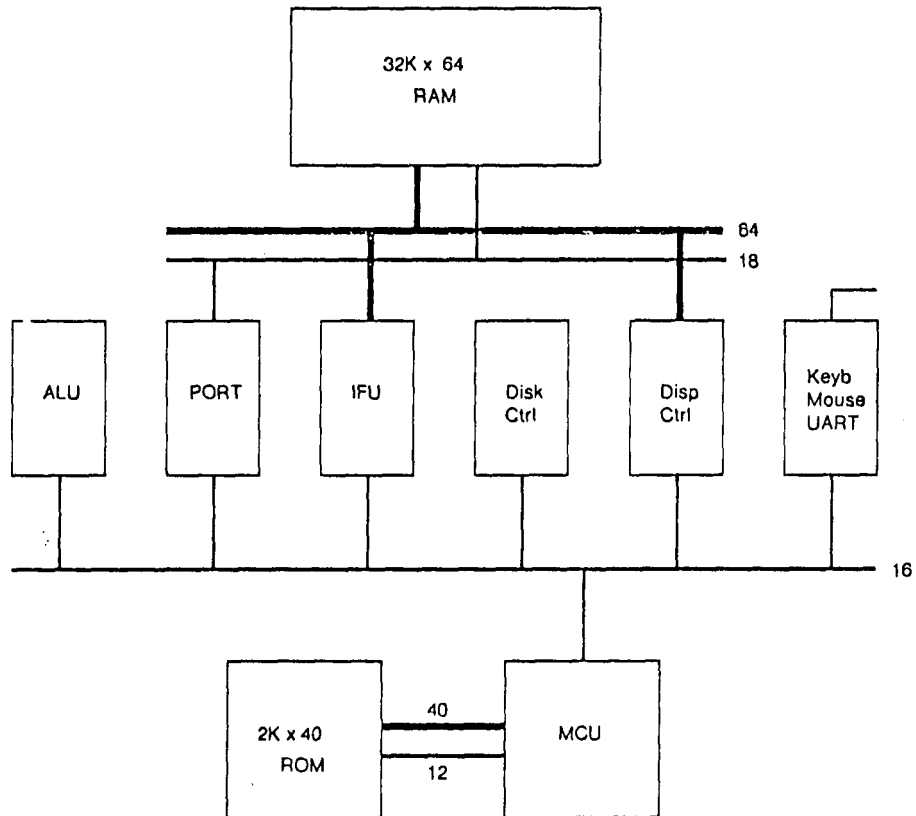 32K x 64
RAM
64
18
ALU
PORT
IFU
Disk
Ctrl
Disp
Ctrl
Keyb
Mouse
UART
16
2K x 40
ROM
40
12
MCU